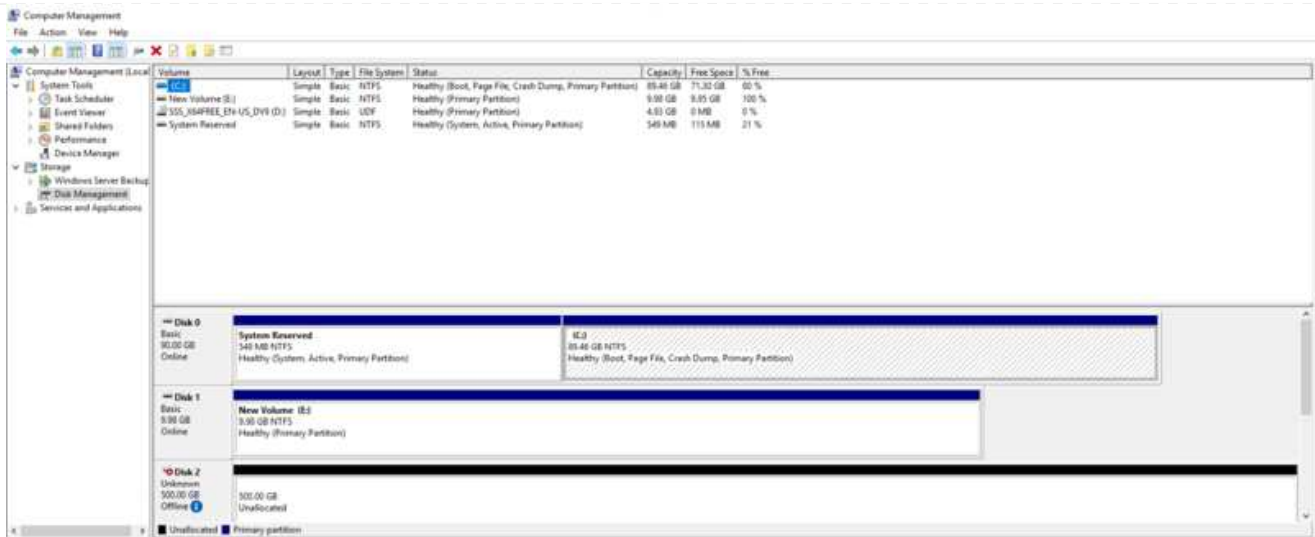 Computer Management
File Action View Help
Computer Management (Local
System Tools
Task Scheduler
Event Viewer
Shared Folders
Performance
Device Manager
Storage
Windows Server Backup
Disk Management
Services and Applications
Volume Layout Type File System Status Capacity Free Space % Free
(C:) Simple Basic NTFS Healthy (Boot, Page File, Crash Dump, Primary Partition) 89.46 GB 71.30 GB 80 %
New Volume (E:) Simple Basic NTFS Healthy (Primary Partition) 9.98 GB 9.95 GB 100 %
SSS_X64FREE_EN-US_DV9 (D:) Simple Basic UDF Healthy (Primary Partition) 4.93 GB 0 MB 0 %
System Reserved Simple Basic NTFS Healthy (System, Active, Primary Partition) 549 MB 113 MB 21 %
Disk 0
Basic
90.00 GB
Online
System Reserved
549 MB NTFS
Healthy (System, Active, Primary Partition)
(C:)
89.46 GB NTFS
Healthy (Boot, Page File, Crash Dump, Primary Partition)
Disk 1
Basic
9.98 GB
Online
New Volume (E:)
9.98 GB NTFS
Healthy (Primary Partition)
Disk 2
Unknown
500.00 GB
Offline
500.00 GB
Unallocated
Unallocated Primary partition